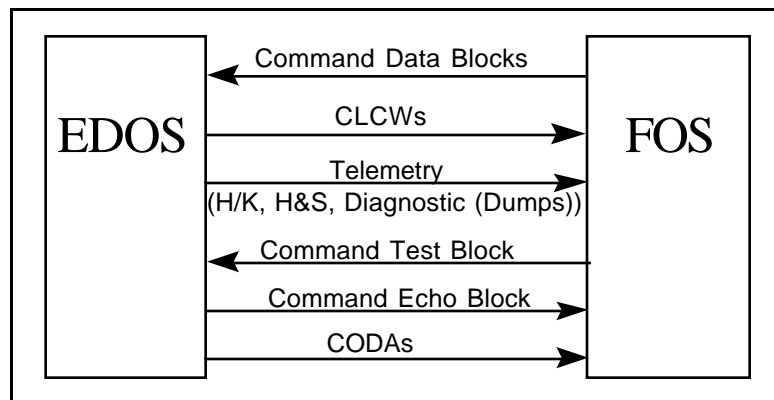 Command Data Blocks
EDOS
CLCWs
FOS
Telemetry
(H/K, H&S, Diagnostic (Dumps))
Command Test Block
Command Echo Block
CODAs